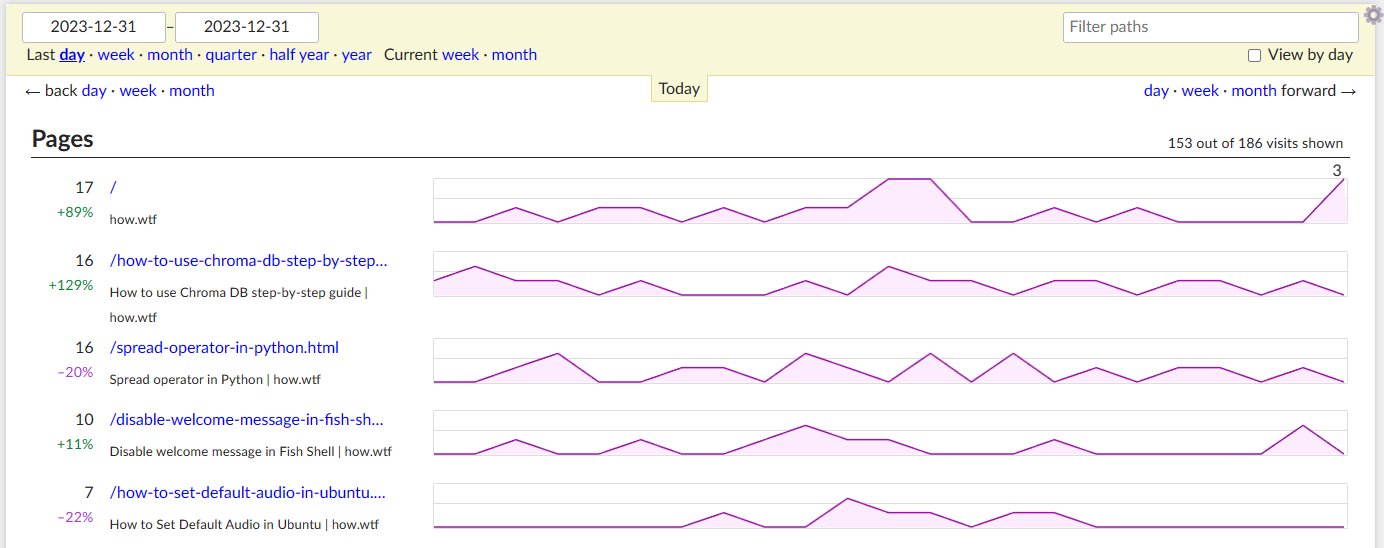 2023-12-31 – 2023-12-31 Filter paths
Last day · week · month · quarter · half year · year Current week · month View by day
← back day · week · month Today day · week · month forward →
Pages 153 out of 186 visits shown
3
17 /
+89% how.wtf
16 /how-to-use-chroma-db-step-by-step...
+129% How to use Chroma DB step-by-step guide |
how.wtf
16 /spread-operator-in-python.html
−20% Spread operator in Python | how.wtf
10 /disable-welcome-message-in-fish-sh...
+11% Disable welcome message in Fish Shell | how.wtf
7 /how-to-set-default-audio-in-ubuntu....
−22% How to Set Default Audio in Ubuntu | how.wtf